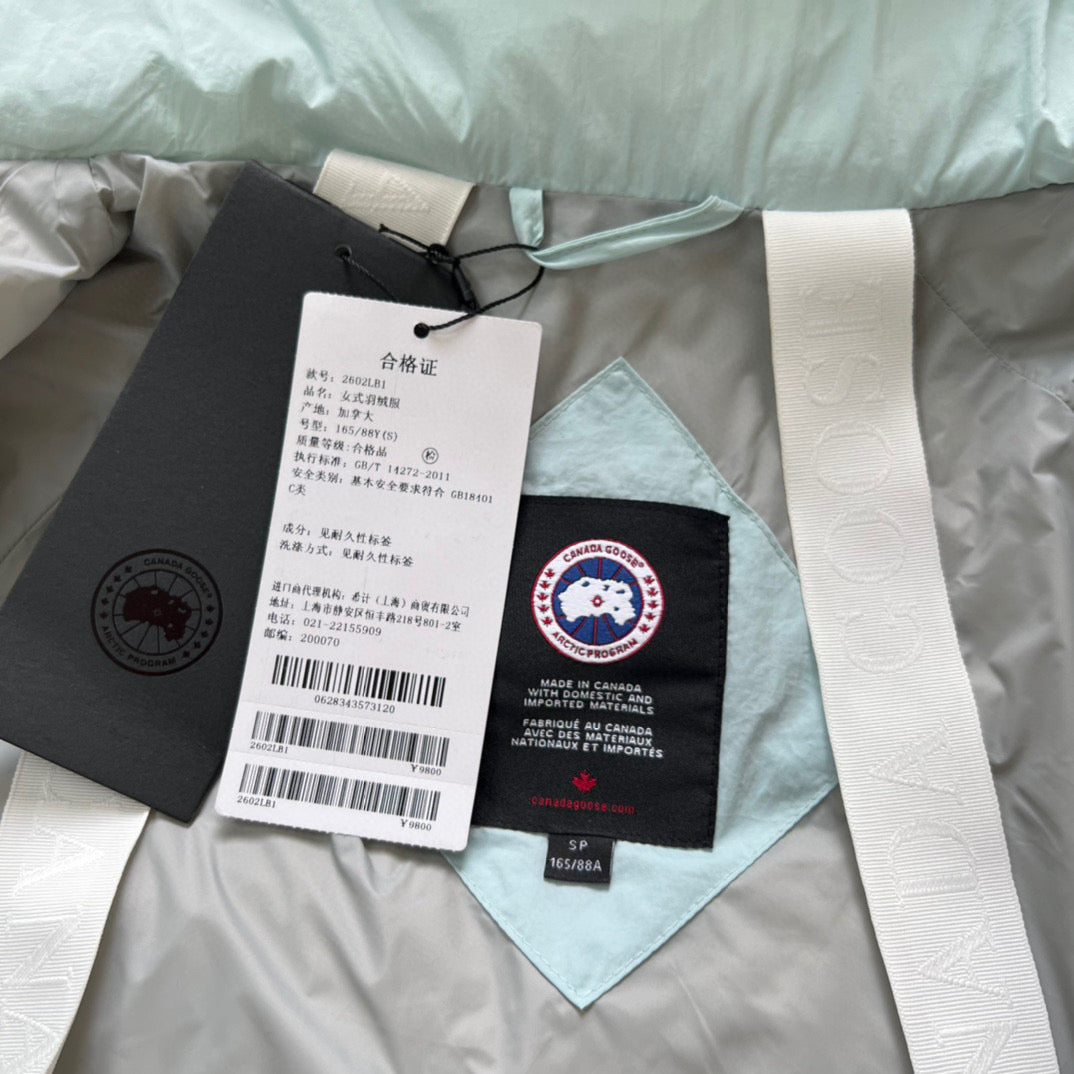 合格证
款号: 2602LB1
品名: 女式羽绒服
产地: 加拿大
号型: 165/88Y(S)
质量等级:合格品
检
执行标准: GB/T 14272-2011
安全类别: 基本安全要求符合 GB18401
C类
成分: 见耐久性标签
洗涤方式: 见耐久性标签
进口商代理机构: 希计(上海)商贸有限公司
地址: 上海市静安区恒丰路218号801-2室
电话: 021-22155909
邮编: 200070
0628343573120
2602LB1
¥9800
2602LB1
¥9800
CANADA GOOSE
ARCTIC PROGRAM
CANADA GOOSE®
ARCTIC PROGRAM
MADE IN CANADA
WITH DOMESTIC AND
IMPORTED MATERIALS
FABRIQUÉ AU CANADA
AVEC DES MATERIAUX
NATIONAUX ET IMPORTÉS
canadagoose.com
SP
165/88A
NADA GOOSE